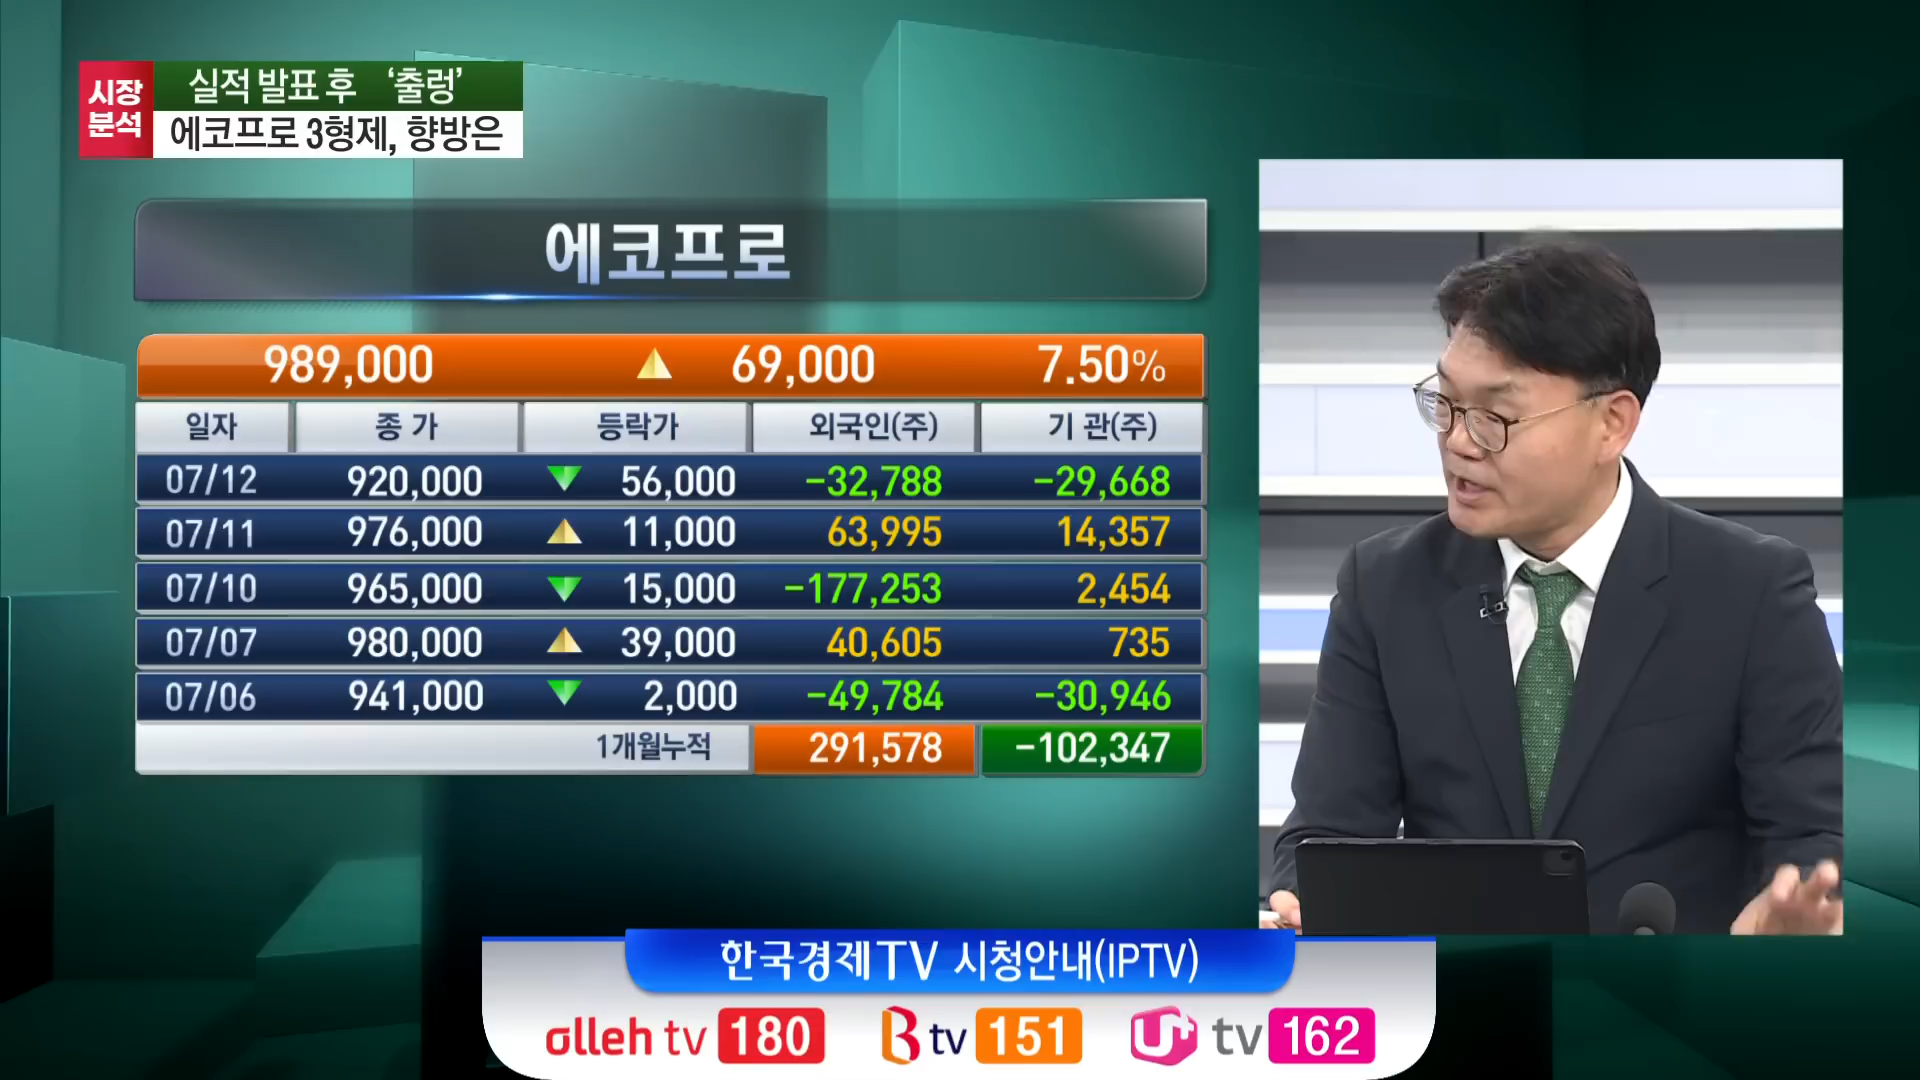 시장
분석
실적 발표 후 ‘출렁’
에코프로 3형제, 향방은
에코프로
989,000 ▲ 69,000 7.50%
일자 종 가 등락가 외국인(주) 기 관(주)
07/12 920,000 ▼ 56,000 -32,788 -29,668
07/11 976,000 ▲ 11,000 63,995 14,357
07/10 965,000 ▼ 15,000 -177,253 2,454
07/07 980,000 ▲ 39,000 40,605 735
07/06 941,000 ▼ 2,000 -49,784 -30,946
1개월누적 291,578 -102,347
한국경제TV 시청안내(IPTV)
olleh tv 180 B tv 151 U+ tv 162